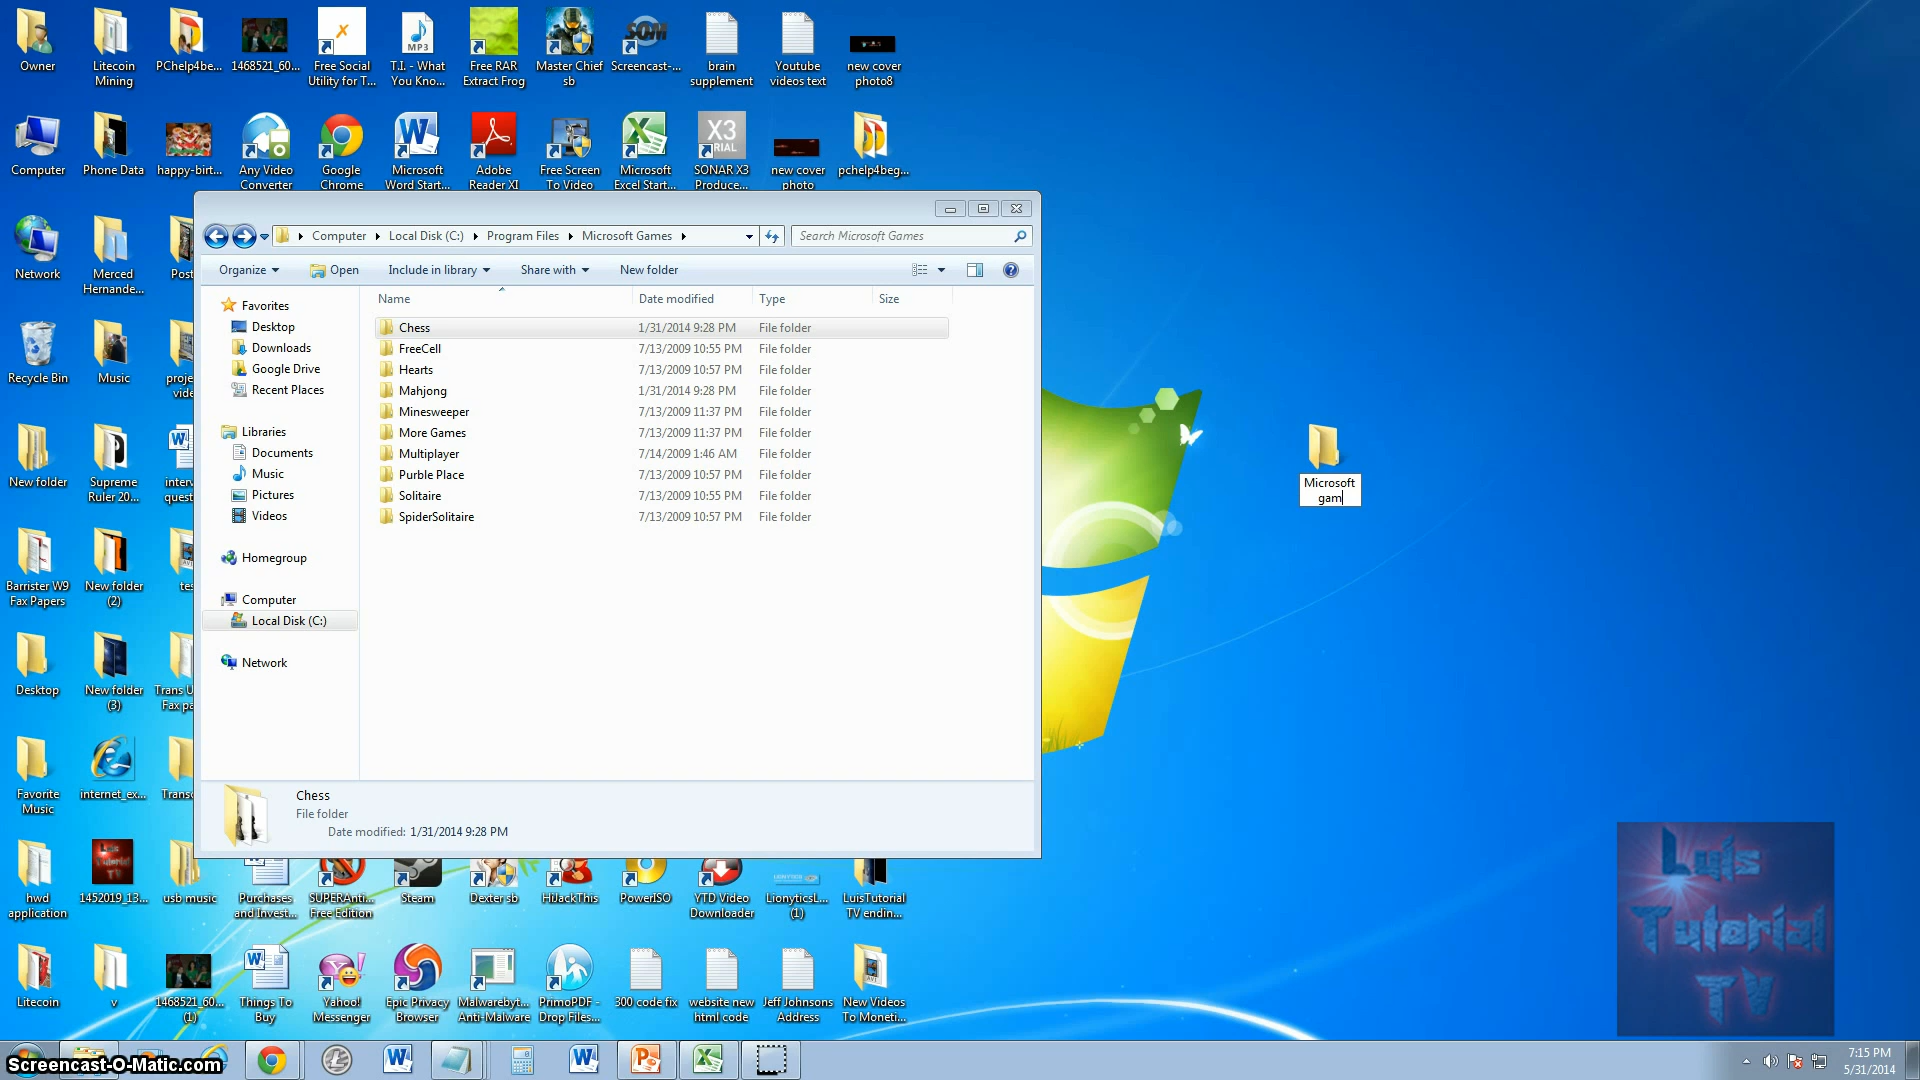 Owner
Litecoin
Mining
PChelp4be...
1468521_60...
Free Social
Utility for T...
T.I. - What
You Kno...
Free RAR
Extract Frog
Master Chief
sb
Screencast-...
brain
supplement
Youtube
videos text
new cover
photo8
Computer
Phone Data
happy-birt...
Any Video
Converter
Google
Chrome
Microsoft
Word Start...
Adobe
Reader XI
Free Screen
To Video
Microsoft
Excel Start...
SONAR X3
Produce...
new cover
photo
pchelp4beg...
Network
Merced
Hernande...
Post
Recycle Bin
Music
proje
vide
New folder
Supreme
Ruler 20...
interv
quest
Barrister W9
Fax Papers
New folder
(2)
tes
Desktop
New folder
(3)
Trans U
Fax pa
Favorite
Music
internet_ex...
Transc
Computer
Local Disk (C:)
Program Files
Microsoft Games
Search Microsoft Games
Organize
Open
Include in library
Share with
New folder
Name
Date modified
Type
Size
Favorites
Desktop
Downloads
Google Drive
Recent Places
Libraries
Documents
Music
Pictures
Videos
Homegroup
Computer
Local Disk (C:)
Network
Chess 1/31/2014 9:28 PM File folder
FreeCell 7/13/2009 10:55 PM File folder
Hearts 7/13/2009 10:57 PM File folder
Mahjong 1/31/2014 9:28 PM File folder
Minesweeper 7/13/2009 11:37 PM File folder
More Games 7/13/2009 11:37 PM File folder
Multiplayer 7/14/2009 1:46 AM File folder
Purble Place 7/13/2009 10:57 PM File folder
Solitaire 7/13/2009 10:55 PM File folder
SpiderSolitaire 7/13/2009 10:57 PM File folder
Chess
File folder
Date modified: 1/31/2014 9:28 PM
Microsoft
gam
hwd
application
1452019_13...
usb music
Purchases
and Invest...
SUPERAnti...
Free Edition
Steam
Dexter sb
HiJackThis
PowerISO
YTD Video
Downloader
LionyticsL...
(1)
LuisTutorial
TV endin...
Litecoin
v
1468521_60...
(1)
Things To
Buy
Yahoo!
Messenger
Epic Privacy
Browser
Malwarebyt...
Anti-Malware
PrimoPDF -
Drop Files...
300 code fix
website new
html code
Jeff Johnsons
Address
New Videos
To Moneti...
Luis
Tutorial
TV
Screencast-O-Matic.com
7:15 PM
5/31/2014